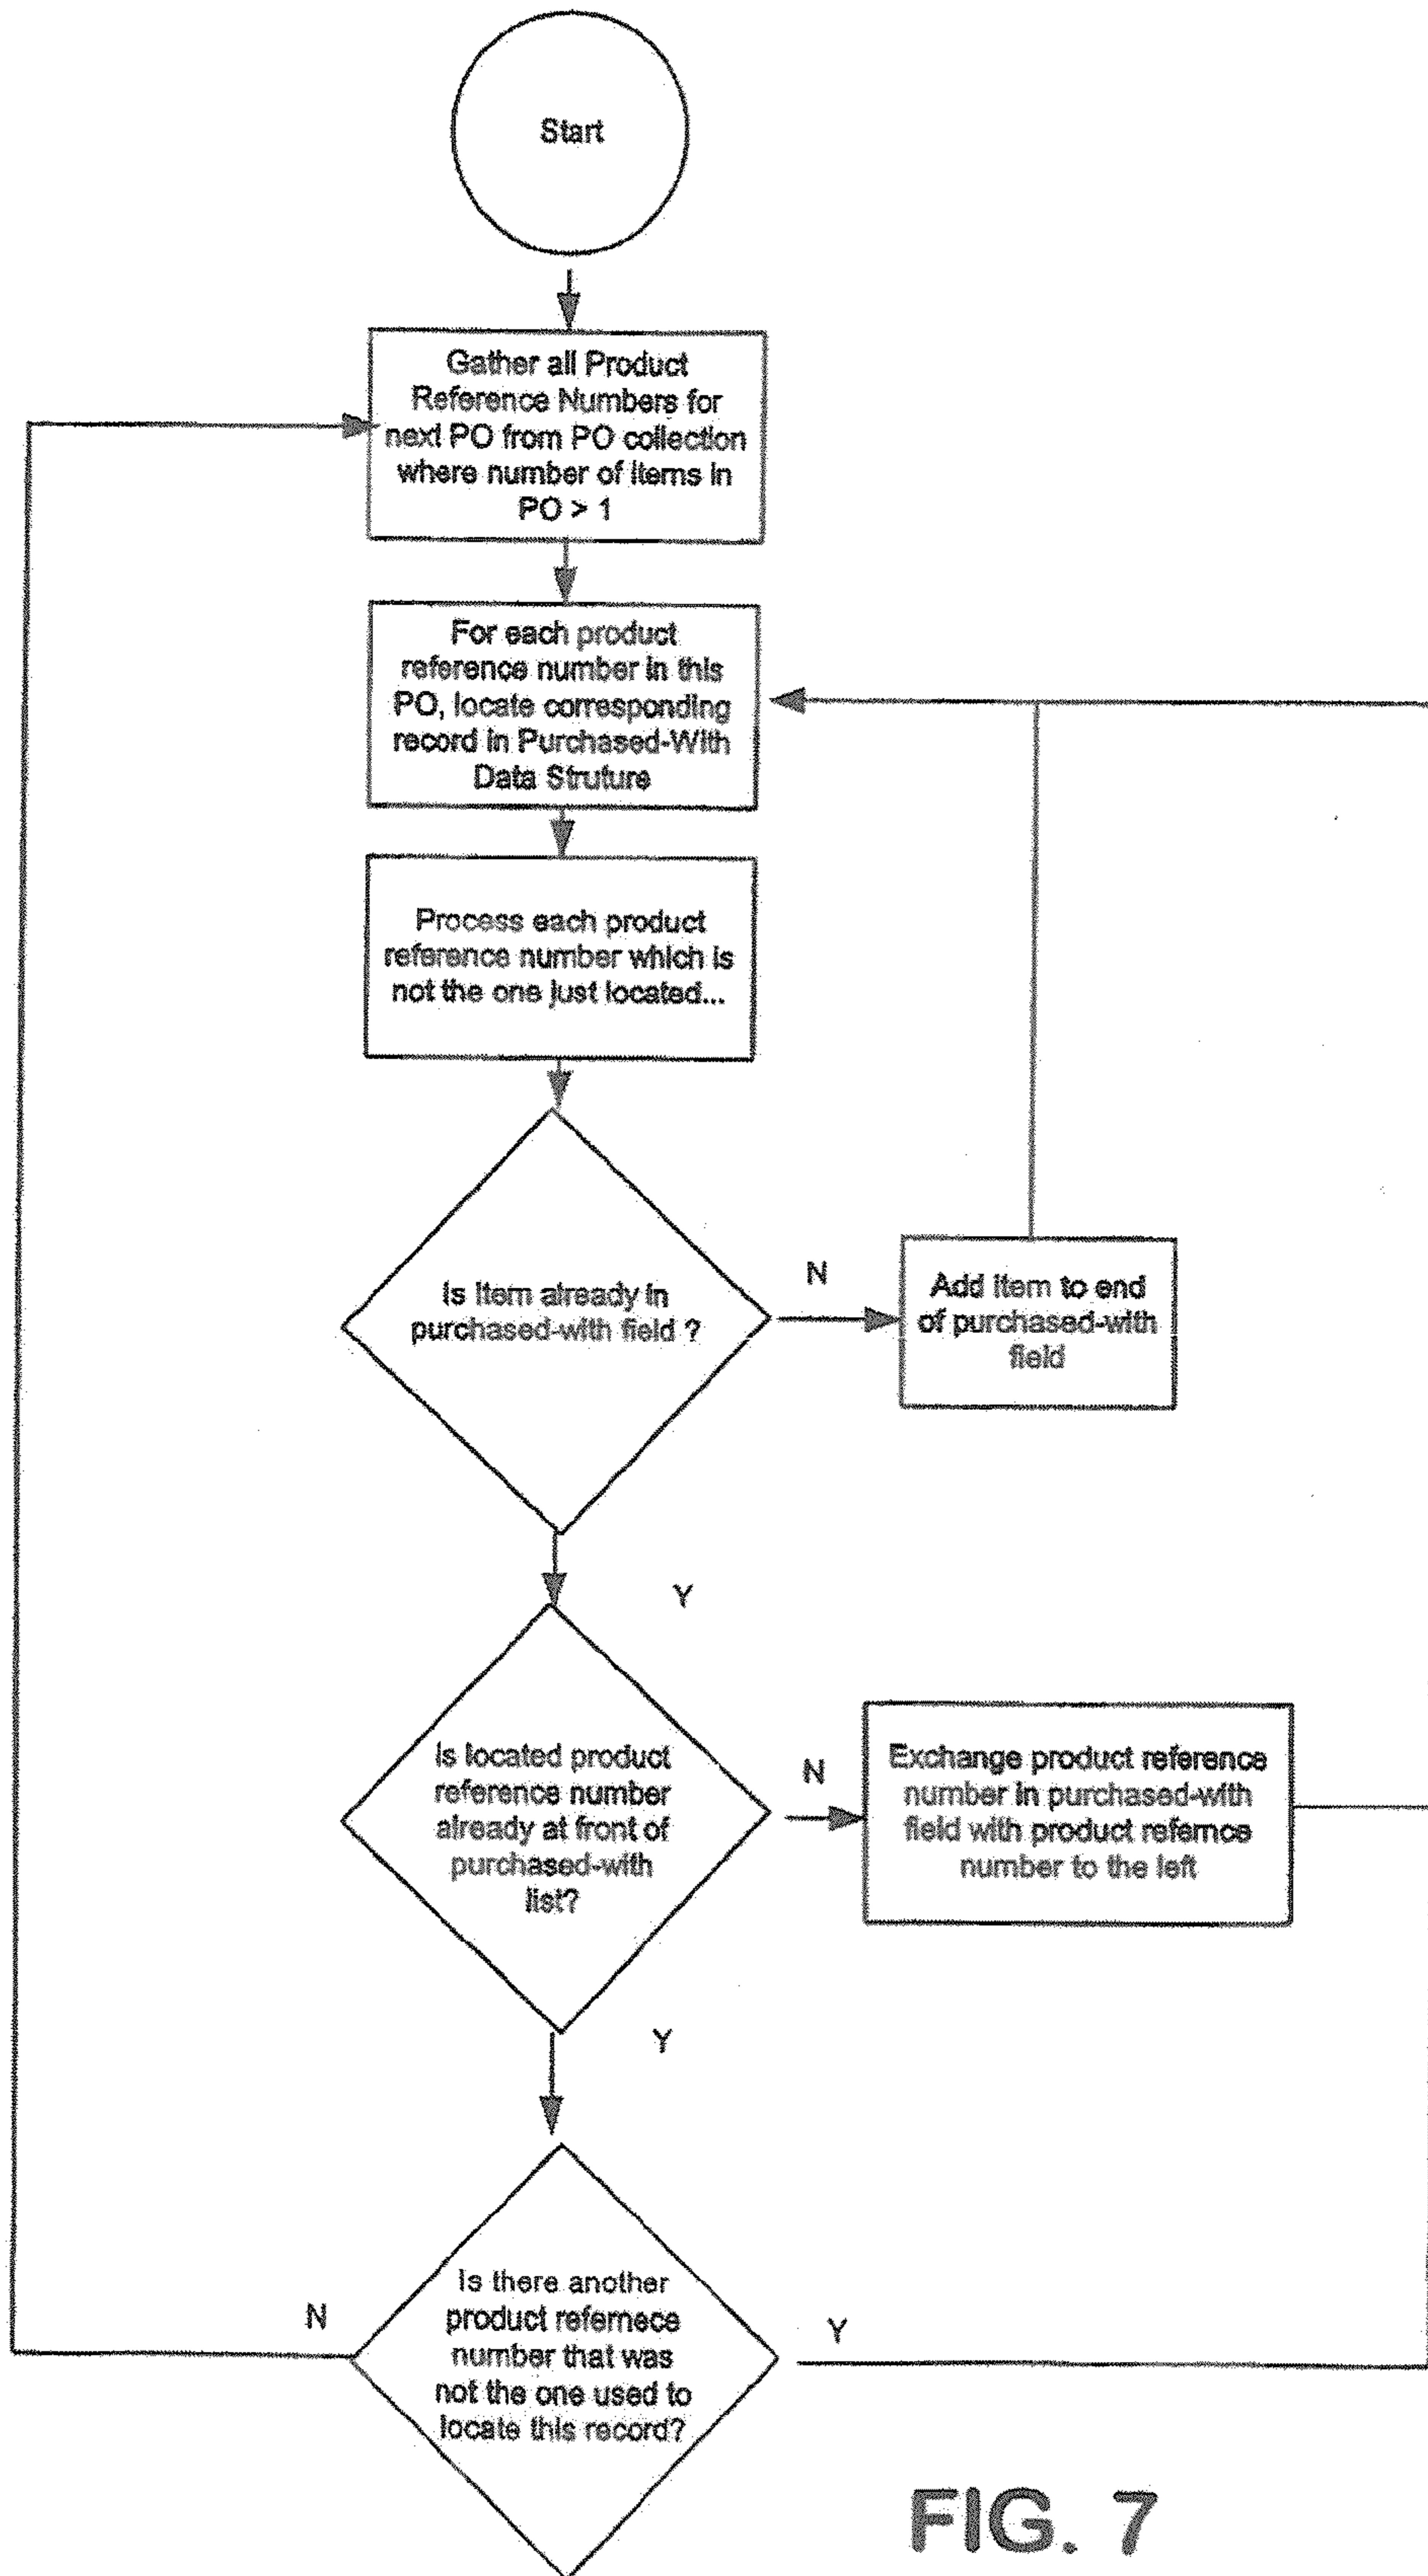 Start
Gather all Product
Reference Numbers for
next PO from PO collection
where number of items in
PO > 1
For each product
reference number in this
PO, locate corresponding
record in Purchased-With
Data Struture
Process each product
reference number which is
not the one just located...
Is item already in
purchased-with field ?
N
Add item to end
of purchased-with
field
Y
Is located product
reference number
already at front of
purchased-with
list?
N
Exchange product reference
number in purchased-with
field with product refernce
number to the left
Y
Is there another
product refernece
number that was
not the one used to
locate this record?
N
Y
FIG. 7